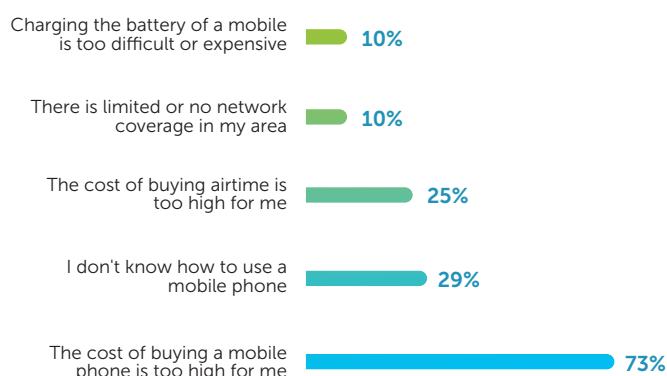 Charging the battery of a mobile
is too difficult or expensive
10%
There is limited or no network
coverage in my area
10%
The cost of buying airtime is
too high for me
25%
I don't know how to use a
mobile phone
29%
The cost of buying a mobile
phone is too high for me
73%